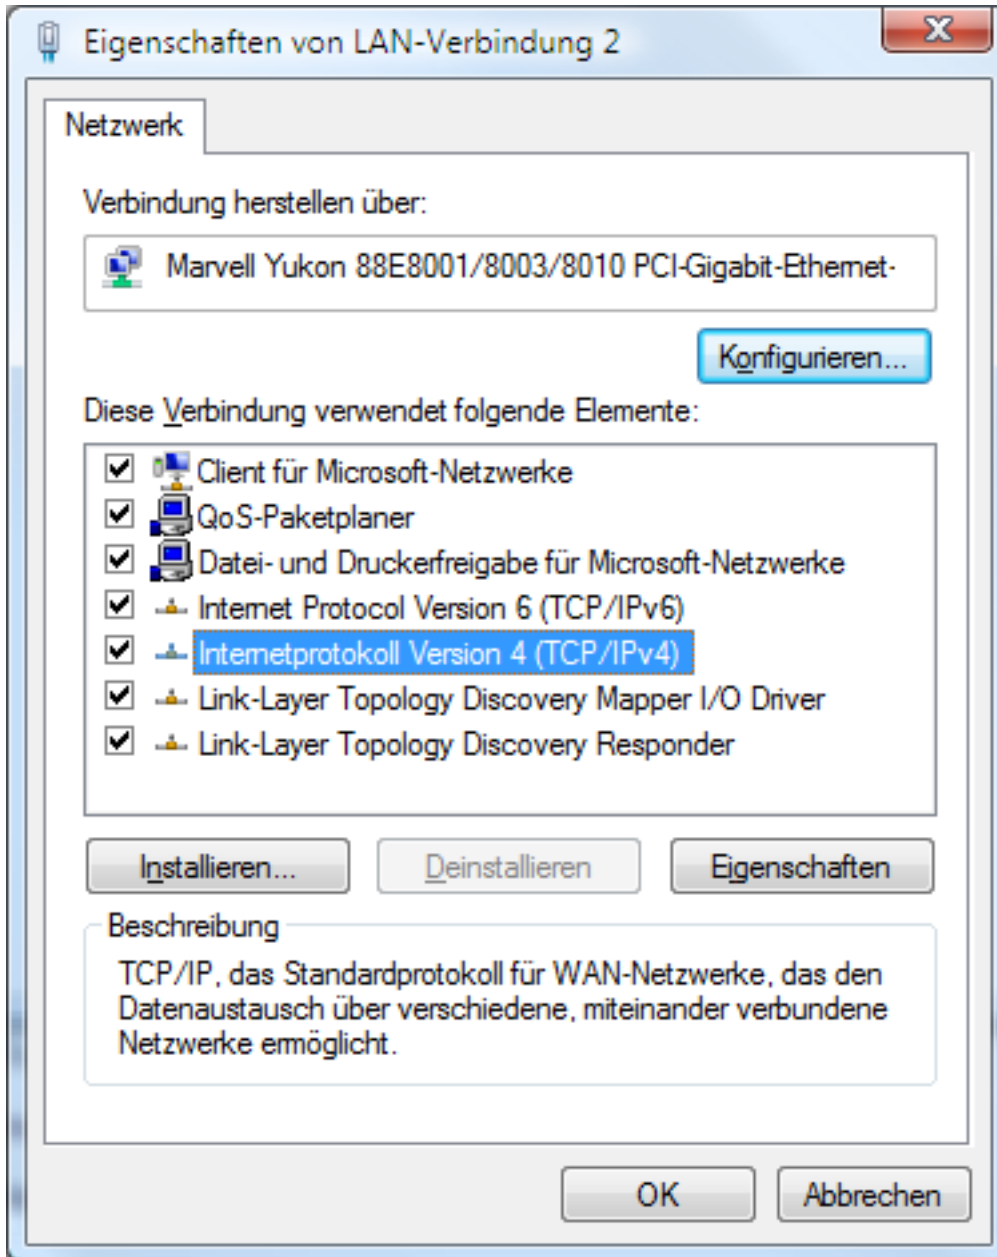 Eigenschaften von LAN-Verbindung 2
Netzwerk
Verbindung herstellen über:
Marvell Yukon 88E8001/8003/8010 PCI-Gigabit-Ethernet-
Konfigurieren...
Diese Verbindung verwendet folgende Elemente:
Client für Microsoft-Netzwerke
QoS-Paketplaner
Datei- und Druckerfreigabe für Microsoft-Netzwerke
Internet Protocol Version 6 (TCP/IPv6)
Internetprotokoll Version 4 (TCP/IPv4)
Link-Layer Topology Discovery Mapper I/O Driver
Link-Layer Topology Discovery Responder
Installieren...
Deinstallieren
Eigenschaften
Beschreibung
TCP/IP, das Standardprotokoll für WAN-Netzwerke, das den
Datenaustausch über verschiedene, miteinander verbundene
Netzwerke ermöglicht.
OK
Abbrechen